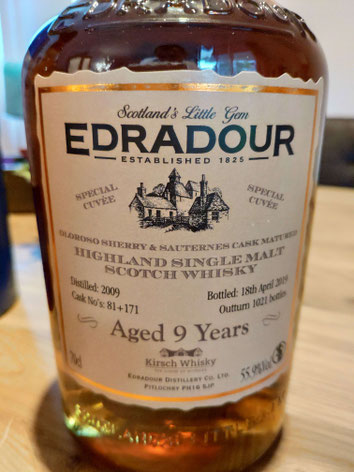 Scotland's Little Gem
EDRADOUR
ESTABLISHED 1825
SPECIAL CUVÉE
SPECIAL CUVÉE
OLOROSO SHERRY & SAUTERNES CASK MATURED
HIGHLAND SINGLE MALT
SCOTCH WHISKY
Distilled: 2009
Cask No's: 81+171
Bottled: 18th April 2019
Outturn 1021 bottles
Aged 9 Years
Kirsch Whisky
70cl
55.9%Vol
EDRADOUR DISTILLERY CO. LTD.
PITLOCHRY PH16 5JP